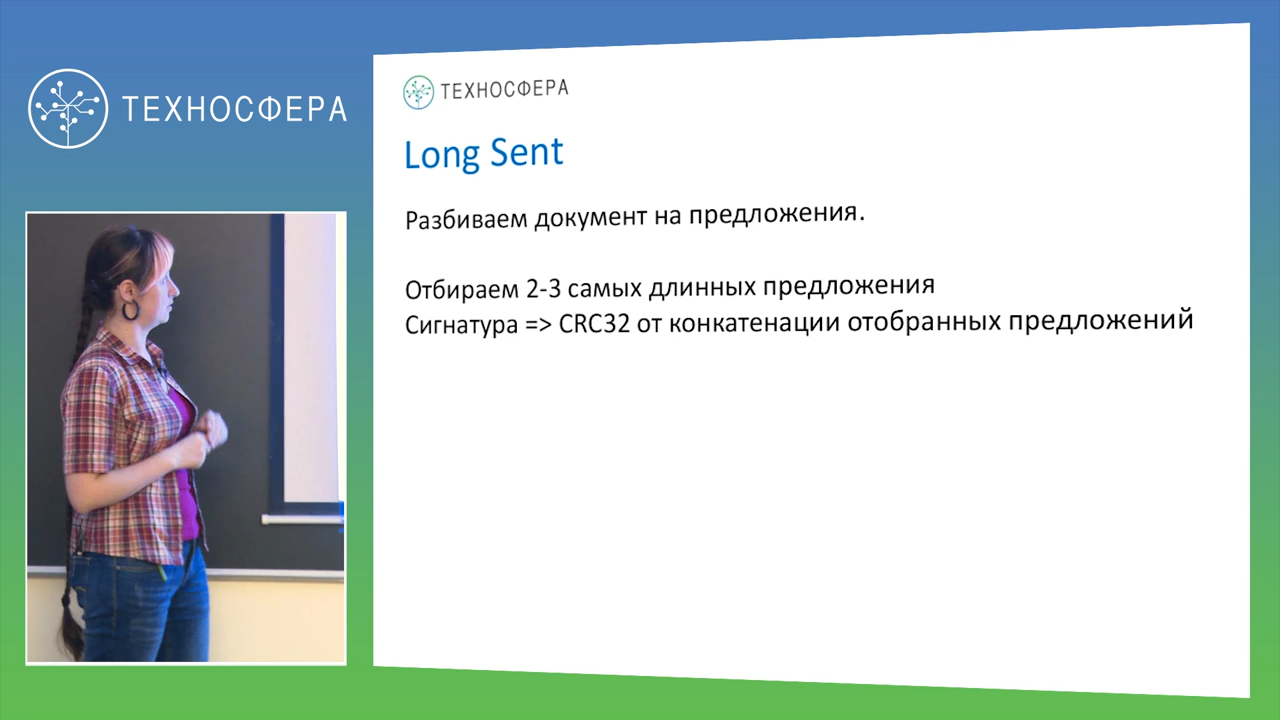 ТЕХНОСФЕРА
ТЕХНОСФЕРА
Long Sent
Разбиваем документ на предложения.
Отбираем 2-3 самых длинных предложения
Сигнатура => CRC32 от конкатенации отобранных предложений